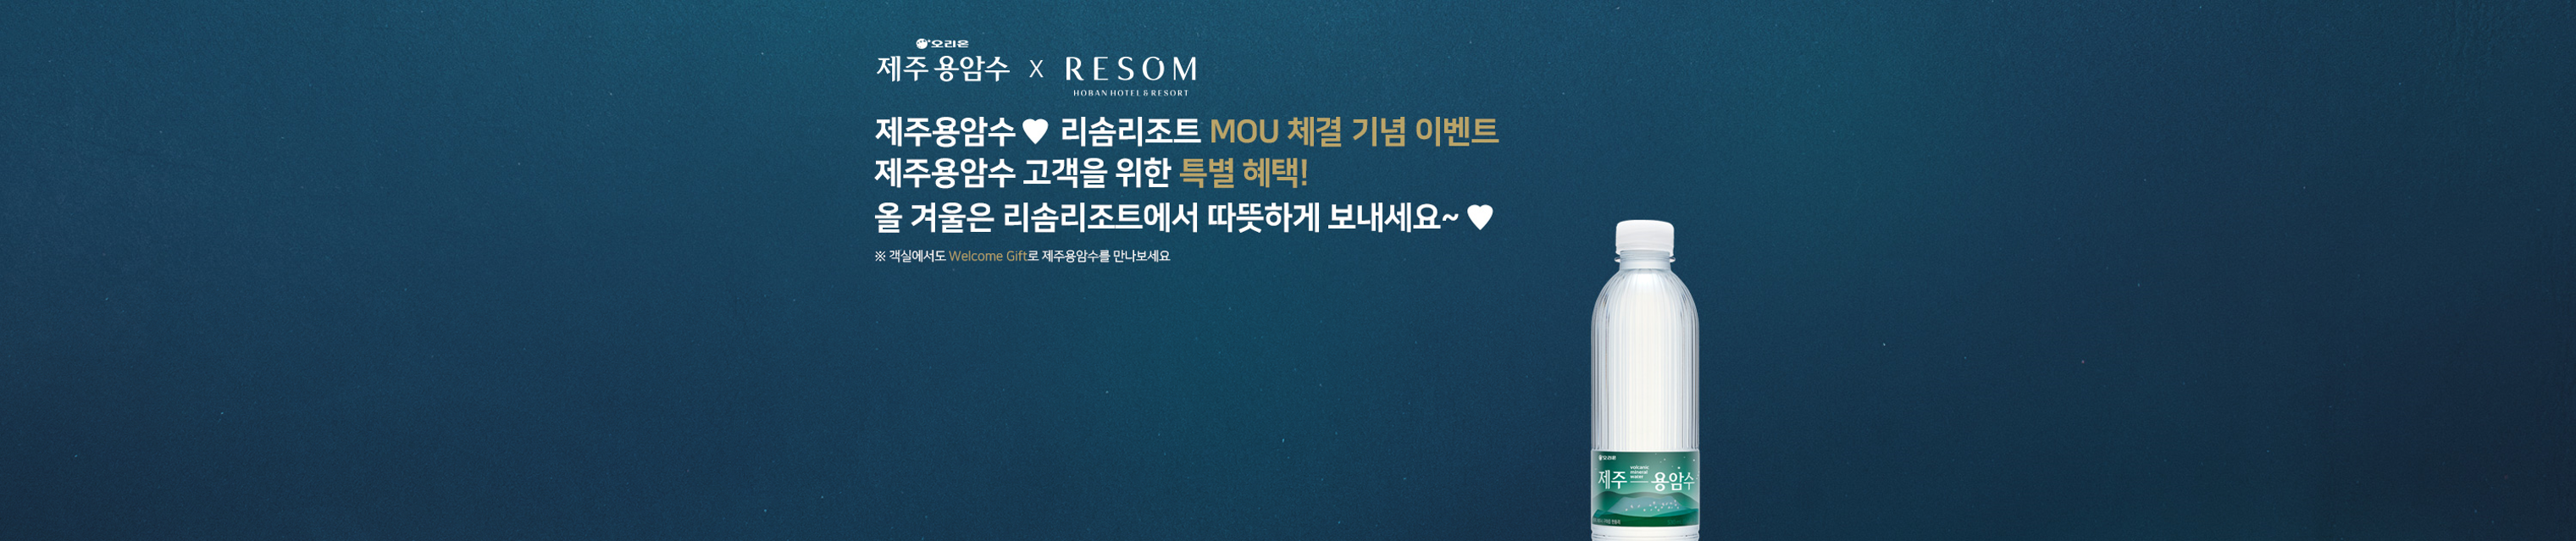 오리온
제주 용암수 X RESOM
HOBAN HOTEL & RESORT
제주용암수♥ 리솜리조트 MOU 체결 기념 이벤트
제주용암수 고객을 위한 특별 혜택!
올 겨울은 리솜리조트에서 따뜻하게 보내세요~ ♥
※ 객실에서도 Welcome Gift로 제주용암수를 만나보세요
오리온
제주 volcanic mineral water 용암수